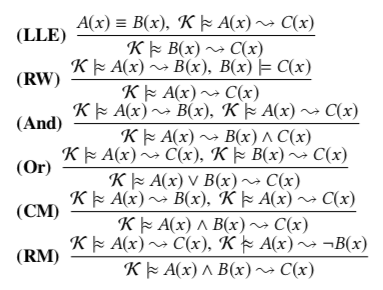 (LLE) A(x) ≡ B(x), 𝒦 |≈ A(x) ⇝ C(x)
𝒦 |≈ B(x) ⇝ C(x)
(RW) 𝒦 |≈ A(x) ⇝ B(x), B(x) ⊨ C(x)
𝒦 |≈ A(x) ⇝ C(x)
(And) 𝒦 |≈ A(x) ⇝ B(x), 𝒦 |≈ A(x) ⇝ C(x)
𝒦 |≈ A(x) ⇝ B(x) ∧ C(x)
(Or) 𝒦 |≈ A(x) ⇝ C(x), 𝒦 |≈ B(x) ⇝ C(x)
𝒦 |≈ A(x) ∨ B(x) ⇝ C(x)
(CM) 𝒦 |≈ A(x) ⇝ B(x), 𝒦 |≈ A(x) ⇝ C(x)
𝒦 |≈ A(x) ∧ B(x) ⇝ C(x)
(RM) 𝒦 |≈ A(x) ⇝ C(x), 𝒦 |≈ A(x) ⇝ ¬B(x)
𝒦 |≈ A(x) ∧ B(x) ⇝ C(x)